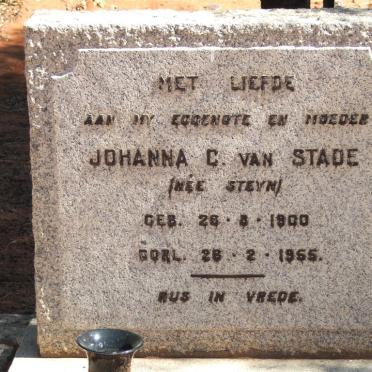 MET LIEFDE
AAN MY EGGENOTE EN MOEDER
JOHANNA C. VAN STADE
(NÉE STEYN)
GEB. 26·8·1900
OORL. 26·2·1955.
RUS IN VREDE.